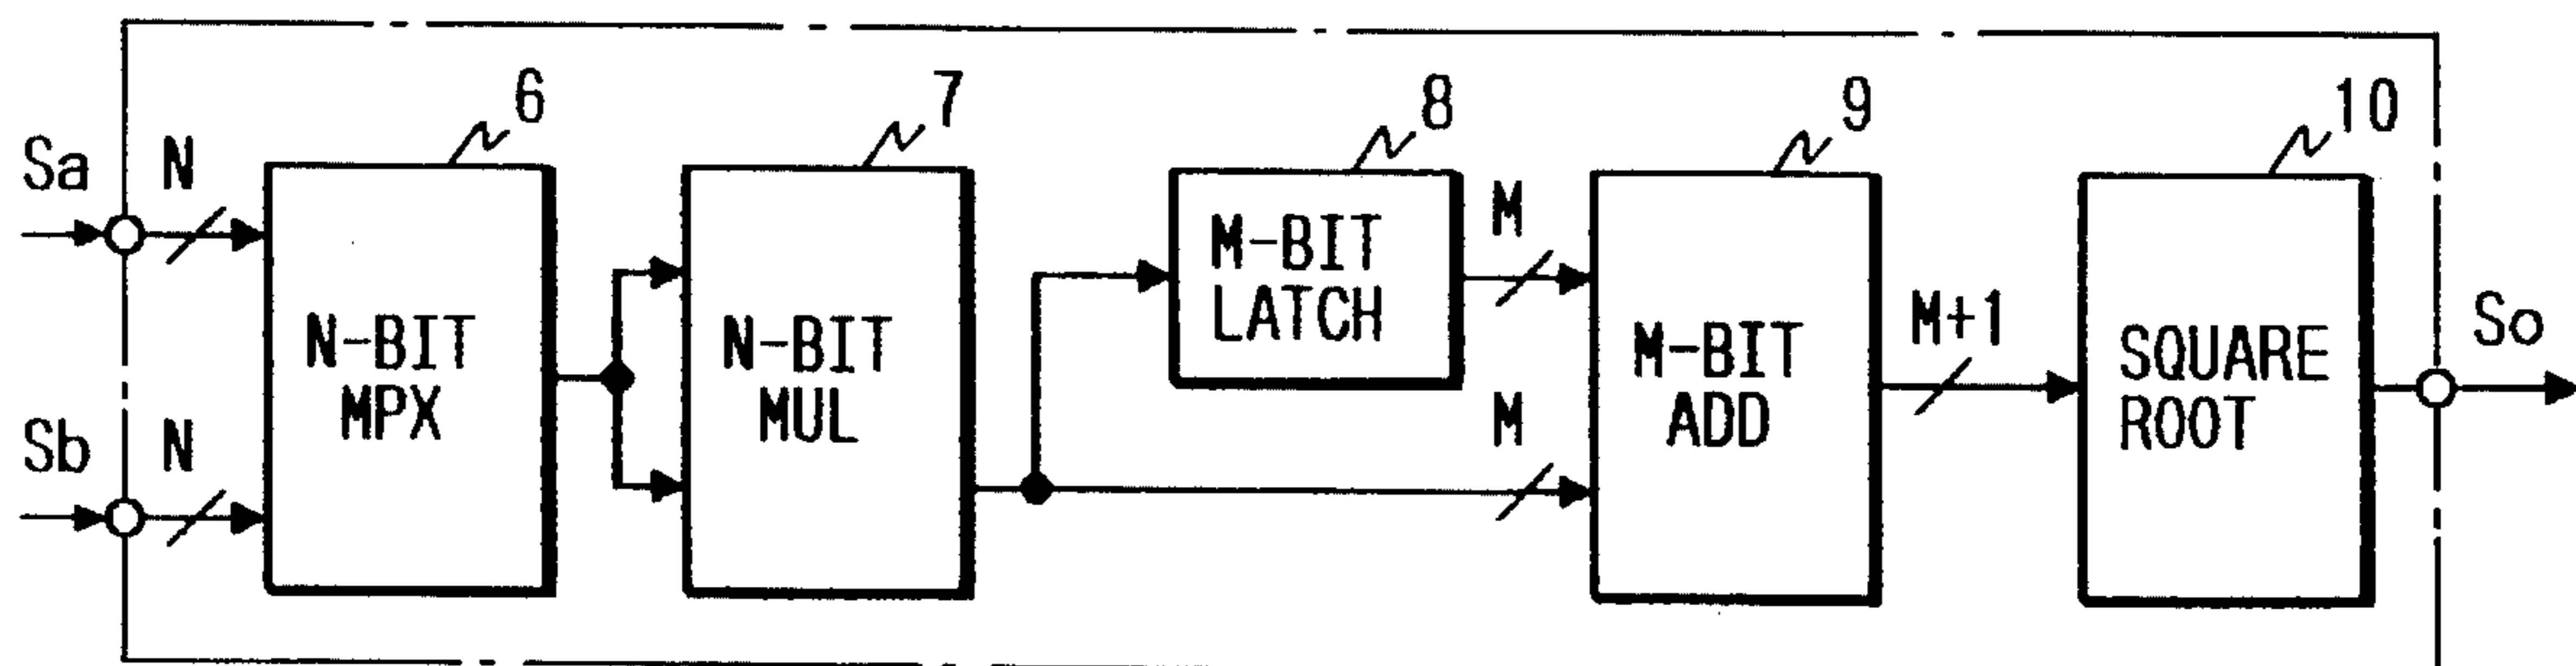 6
7
8
9
10
Sa
N
Sb
N
N-BIT
MPX
N-BIT
MUL
M-BIT
LATCH
M
M
M-BIT
ADD
M+1
SQUARE
ROOT
So